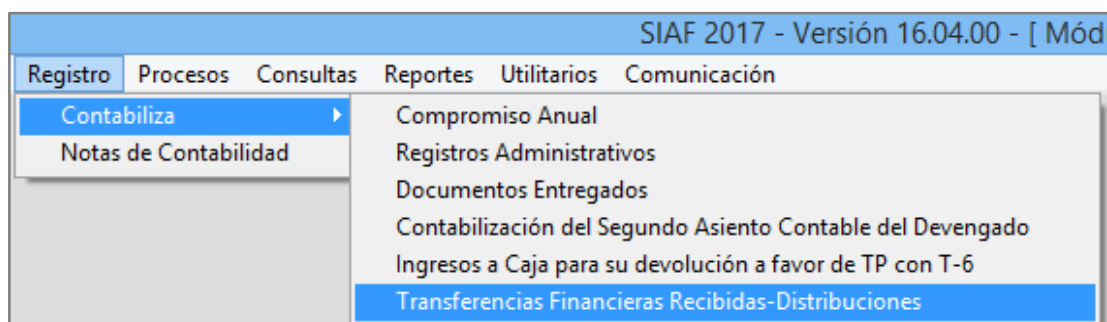 SIAF 2017 - Versión 16.04.00 - [ Mód
Registro Procesos Consultas Reportes Utilitarios Comunicación
Contabiliza
Notas de Contabilidad
Compromiso Anual
Registros Administrativos
Documentos Entregados
Contabilización del Segundo Asiento Contable del Devengado
Ingresos a Caja para su devolución a favor de TP con T-6
Transferencias Financieras Recibidas-Distribuciones